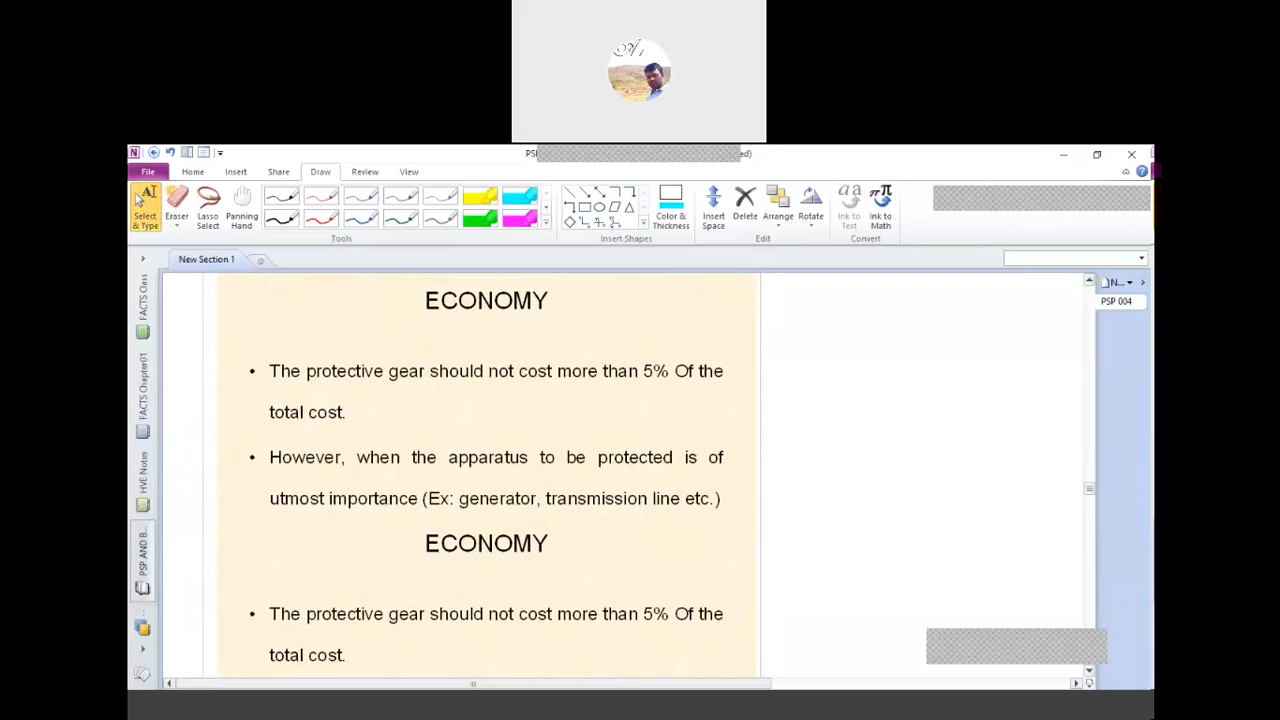 PSP
ed)
File Home Insert Share Draw Review View
Select & Type
Eraser
Lasso Select
Panning Hand
Color & Thickness
Insert Space
Delete
Arrange
Rotate
Ink to Text
Ink to Math
Tools
Insert Shapes
Edit
Convert
New Section 1
N...
PSP 004
FACTS Class
FACTS Chapter01
HVE Notes
PSP AND B...
ECONOMY
• The protective gear should not cost more than 5% Of the
total cost.
• However, when the apparatus to be protected is of
utmost importance (Ex: generator, transmission line etc.)
ECONOMY
• The protective gear should not cost more than 5% Of the
total cost.